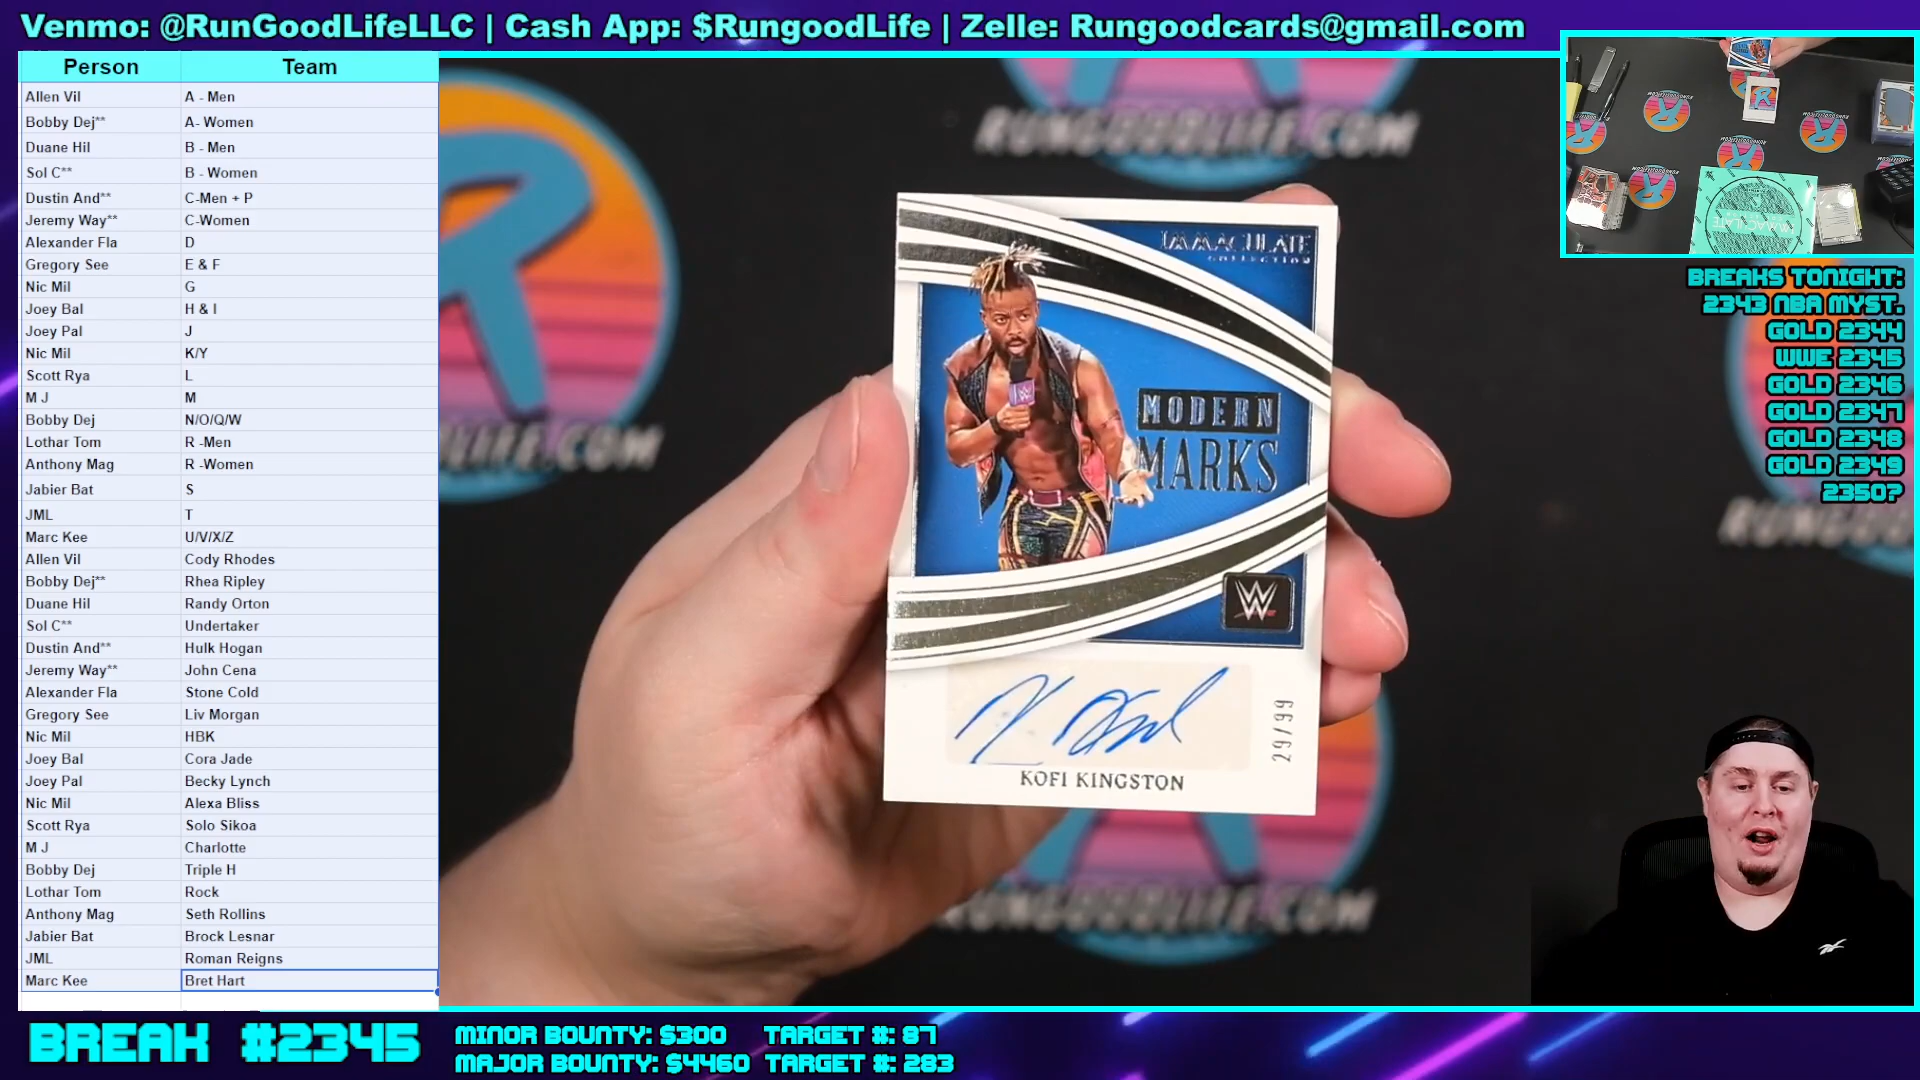 Venmo: @RunGoodLifeLLC | Cash App: $RungoodLife | Zelle: Rungoodcards@gmail.com
Person Team
Allen Vil A - Men
Bobby Dej** A- Women
Duane Hil B - Men
Sol C** B - Women
Dustin And** C-Men + P
Jeremy Way** C-Women
Alexander Fla D
Gregory See E & F
Nic Mil G
Joey Bal H & I
Joey Pal J
Nic Mil K/Y
Scott Rya L
M J M
Bobby Dej N/O/Q/W
Lothar Tom R -Men
Anthony Mag R -Women
Jabier Bat S
JML T
Marc Kee U/V/X/Z
Allen Vil Cody Rhodes
Bobby Dej** Rhea Ripley
Duane Hil Randy Orton
Sol C** Undertaker
Dustin And** Hulk Hogan
Jeremy Way** John Cena
Alexander Fla Stone Cold
Gregory See Liv Morgan
Nic Mil HBK
Joey Bal Cora Jade
Joey Pal Becky Lynch
Nic Mil Alexa Bliss
Scott Rya Solo Sikoa
M J Charlotte
Bobby Dej Triple H
Lothar Tom Rock
Anthony Mag Seth Rollins
Jabier Bat Brock Lesnar
JML Roman Reigns
Marc Kee Bret Hart
RUNGOODLIFE.COM
IMMACULATE
COLLECTION
MODERN
MARKS
W
29/99
KOFI KINGSTON
RUNGOODLIFE.COM
BREAKS TONIGHT:
2343 NBA MYST.
GOLD 2344
WWE 2345
GOLD 2346
GOLD 2347
GOLD 2348
GOLD 2349
2350?
BREAK #2345
MINOR BOUNTY: $300 TARGET #: 87
MAJOR BOUNTY: $4460 TARGET #: 283